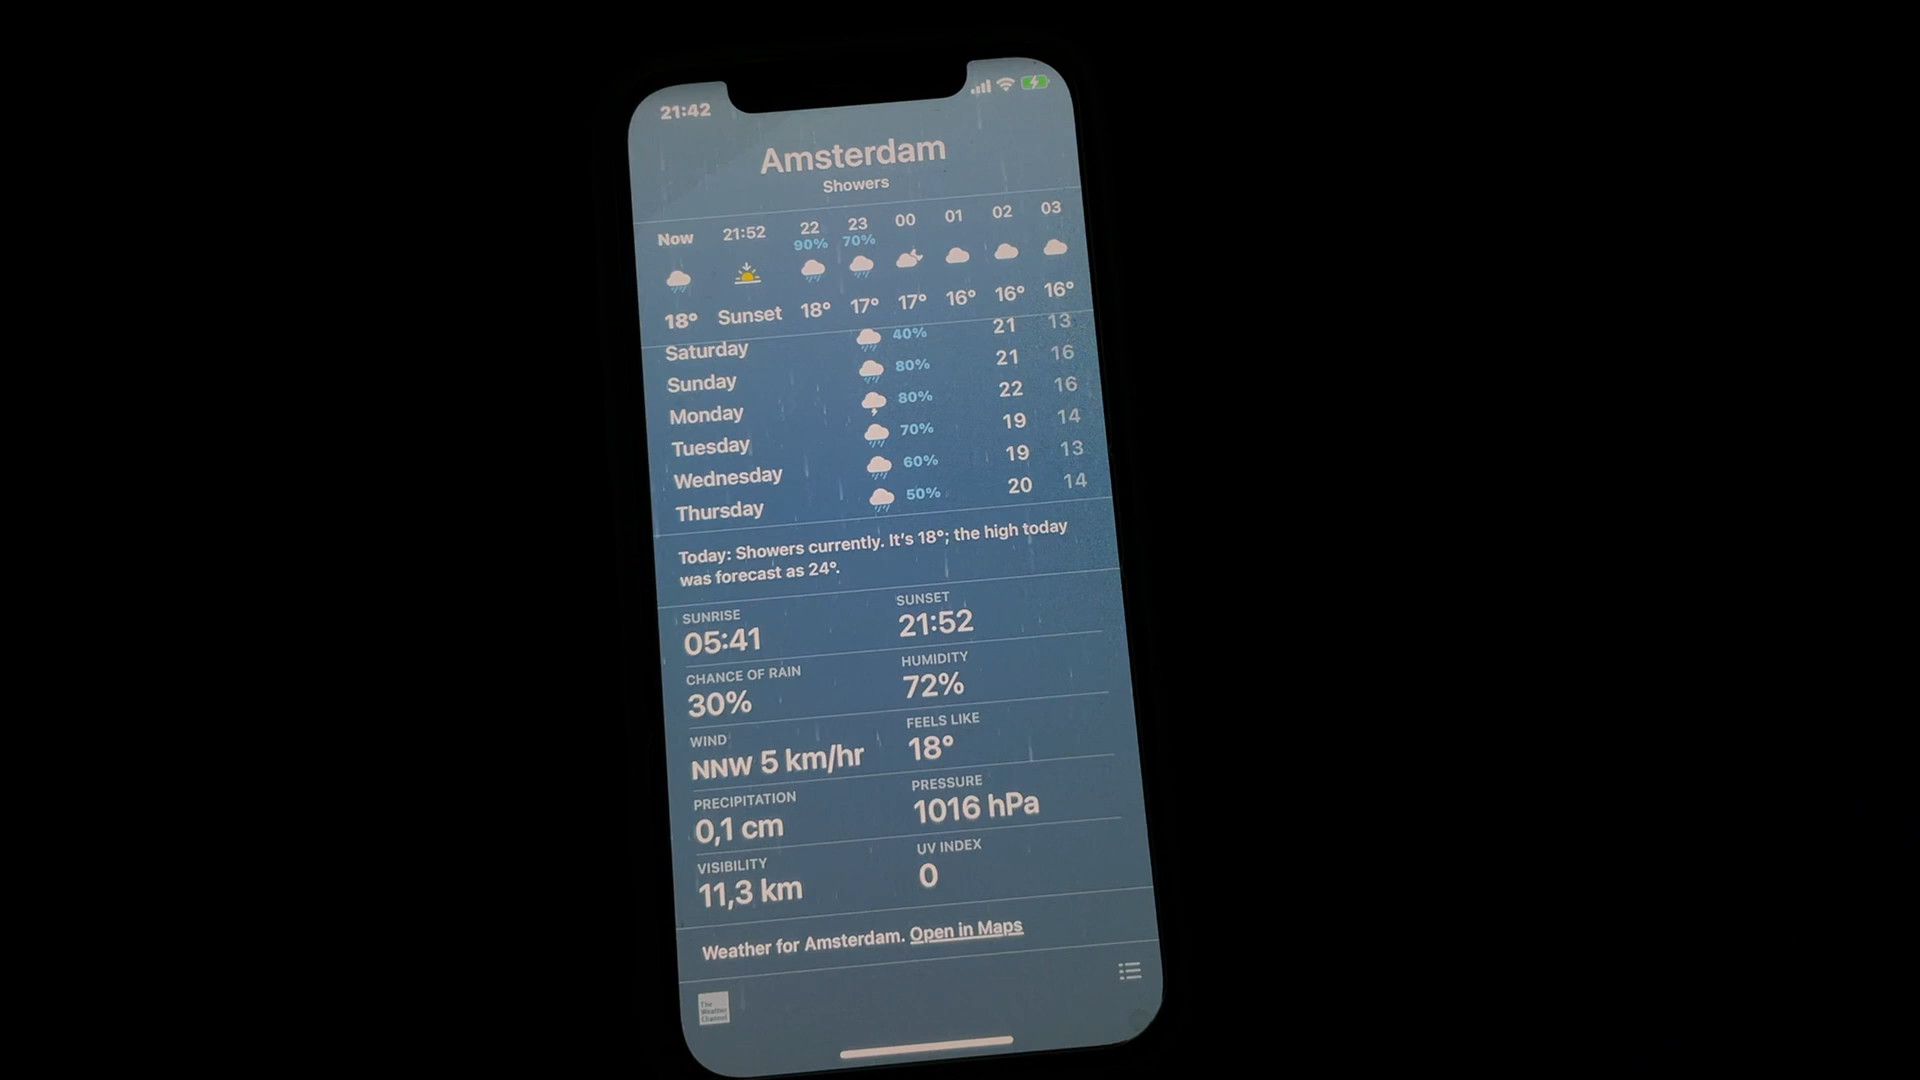 21:42
Amsterdam
Showers
Now 21:52 22 23 00 01 02 03
90% 70%
18° Sunset 18° 17° 17° 16° 16° 16°
Saturday 40% 21 13
Sunday 80% 21 16
Monday 80% 22 16
Tuesday 70% 19 14
Wednesday 60% 19 13
Thursday 50% 20 14
Today: Showers currently. It's 18°; the high today
was forecast as 24°.
SUNRISE SUNSET
05:41 21:52
CHANCE OF RAIN HUMIDITY
30% 72%
WIND FEELS LIKE
NNW 5 km/hr 18°
PRECIPITATION PRESSURE
0,1 cm 1016 hPa
VISIBILITY UV INDEX
11,3 km 0
Weather for Amsterdam. Open in Maps
The
Weather
Channel